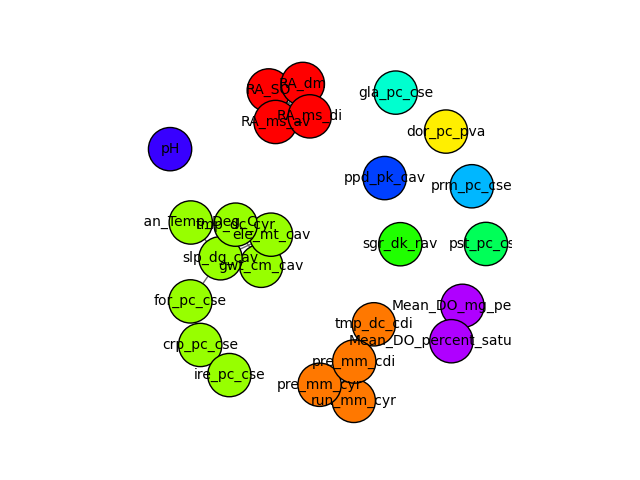 RA_SO
RA_dm
RA_ms_av
RA_ms_di
gla_pc_cse
dor_pc_pva
pH
ppd_pk_cav
prm_pc_cse
an_Temp_Deg_C
tmp_dc_cyr
ele_mt_cav
slp_dg_cav
gwt_cm_cav
sgr_dk_rav
pst_pc_cs
for_pc_cse
Mean_DO_mg_pe
tmp_dc_cdi
Mean_DO_percent_satu
crp_pc_cse
pre_mm_cdi
ire_pc_cse
pre_mm_cyr
run_mm_cyr